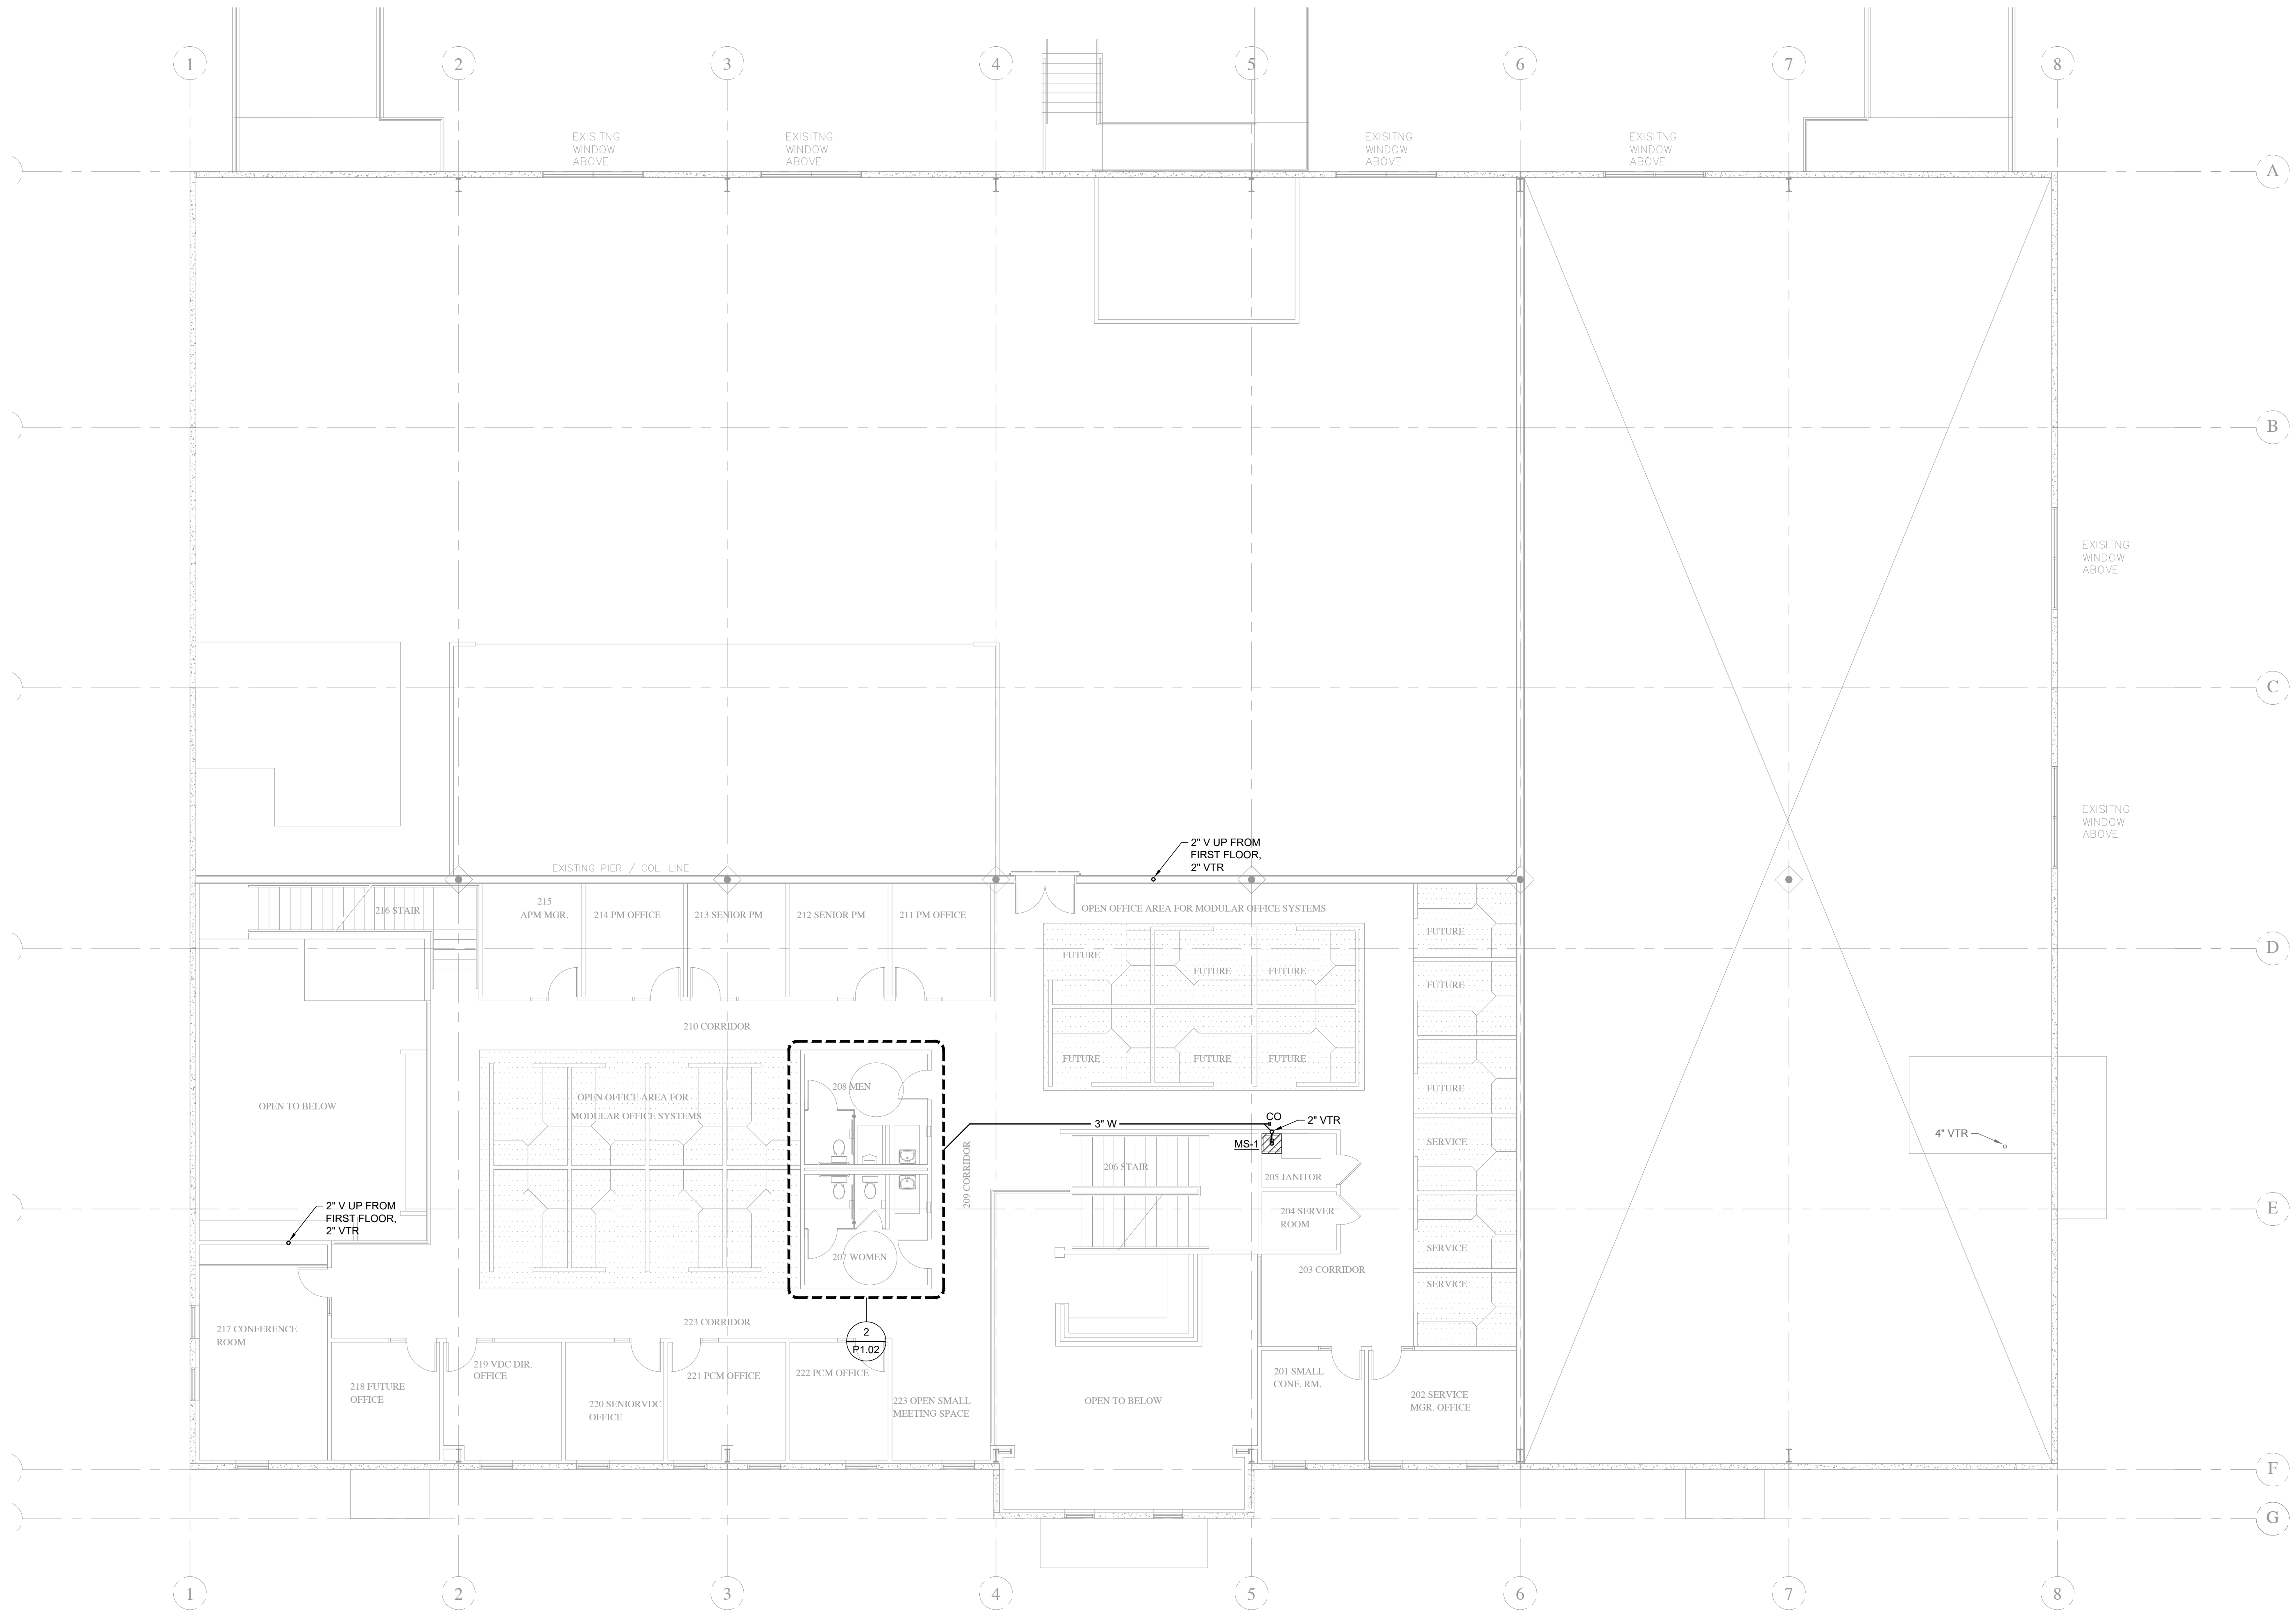 1
2
3
4
5
6
7
8
EXISITNG
WINDOW
ABOVE
EXISITNG
WINDOW
ABOVE
EXISITNG
WINDOW
ABOVE
EXISITNG
WINDOW
ABOVE
A
B
EXISITNG
WINDOW
ABOVE
C
EXISITNG
WINDOW
ABOVE
2" V UP FROM
FIRST FLOOR,
2" VTR
EXISTING PIER / COL. LINE
216 STAIR
215
APM MGR.
214 PM OFFICE
213 SENIOR PM
212 SENIOR PM
211 PM OFFICE
OPEN OFFICE AREA FOR MODULAR OFFICE SYSTEMS
FUTURE
D
FUTURE
FUTURE
FUTURE
FUTURE
210 CORRIDOR
FUTURE
FUTURE
FUTURE
FUTURE
OPEN TO BELOW
OPEN OFFICE AREA FOR
MODULAR OFFICE SYSTEMS
208 MEN
3" W
CO
2" VTR
MS-1
SERVICE
4" VTR
206 STAIR
205 JANITOR
209 CORRIDOR
2" V UP FROM
FIRST FLOOR,
2" VTR
204 SERVER
ROOM
E
207 WOMEN
SERVICE
203 CORRIDOR
SERVICE
217 CONFERENCE
ROOM
223 CORRIDOR
2
P1.02
218 FUTURE
OFFICE
219 VDC DIR.
OFFICE
220 SENIORVDC
OFFICE
221 PCM OFFICE
222 PCM OFFICE
223 OPEN SMALL
MEETING SPACE
OPEN TO BELOW
201 SMALL
CONF. RM.
202 SERVICE
MGR. OFFICE
F
G
1
2
3
4
5
6
7
8